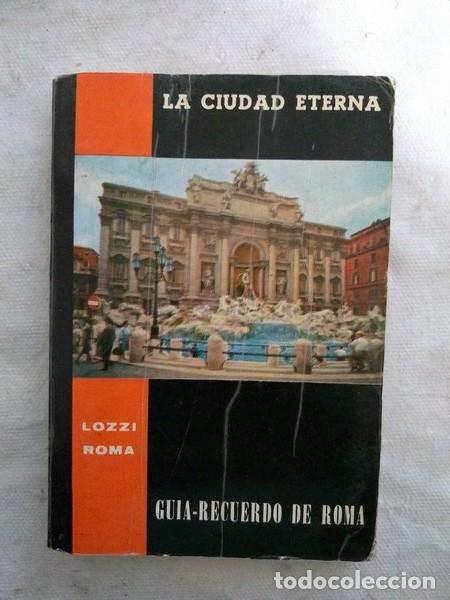 LA CIUDAD ETERNA
LOZZI
ROMA
GUIA-RECUERDO DE ROMA
todocoleccion